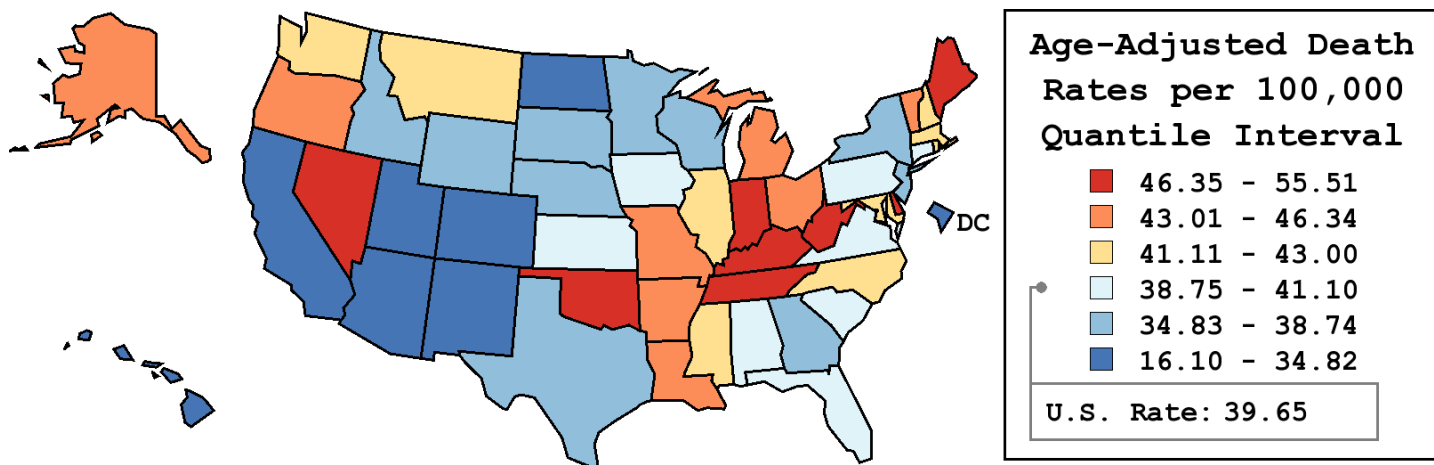 Age-Adjusted Death
Rates per 100,000
Quantile Interval
46.35 - 55.51
43.01 - 46.34
41.11 - 43.00
38.75 - 41.10
34.83 - 38.74
16.10 - 34.82
U.S. Rate: 39.65
DC